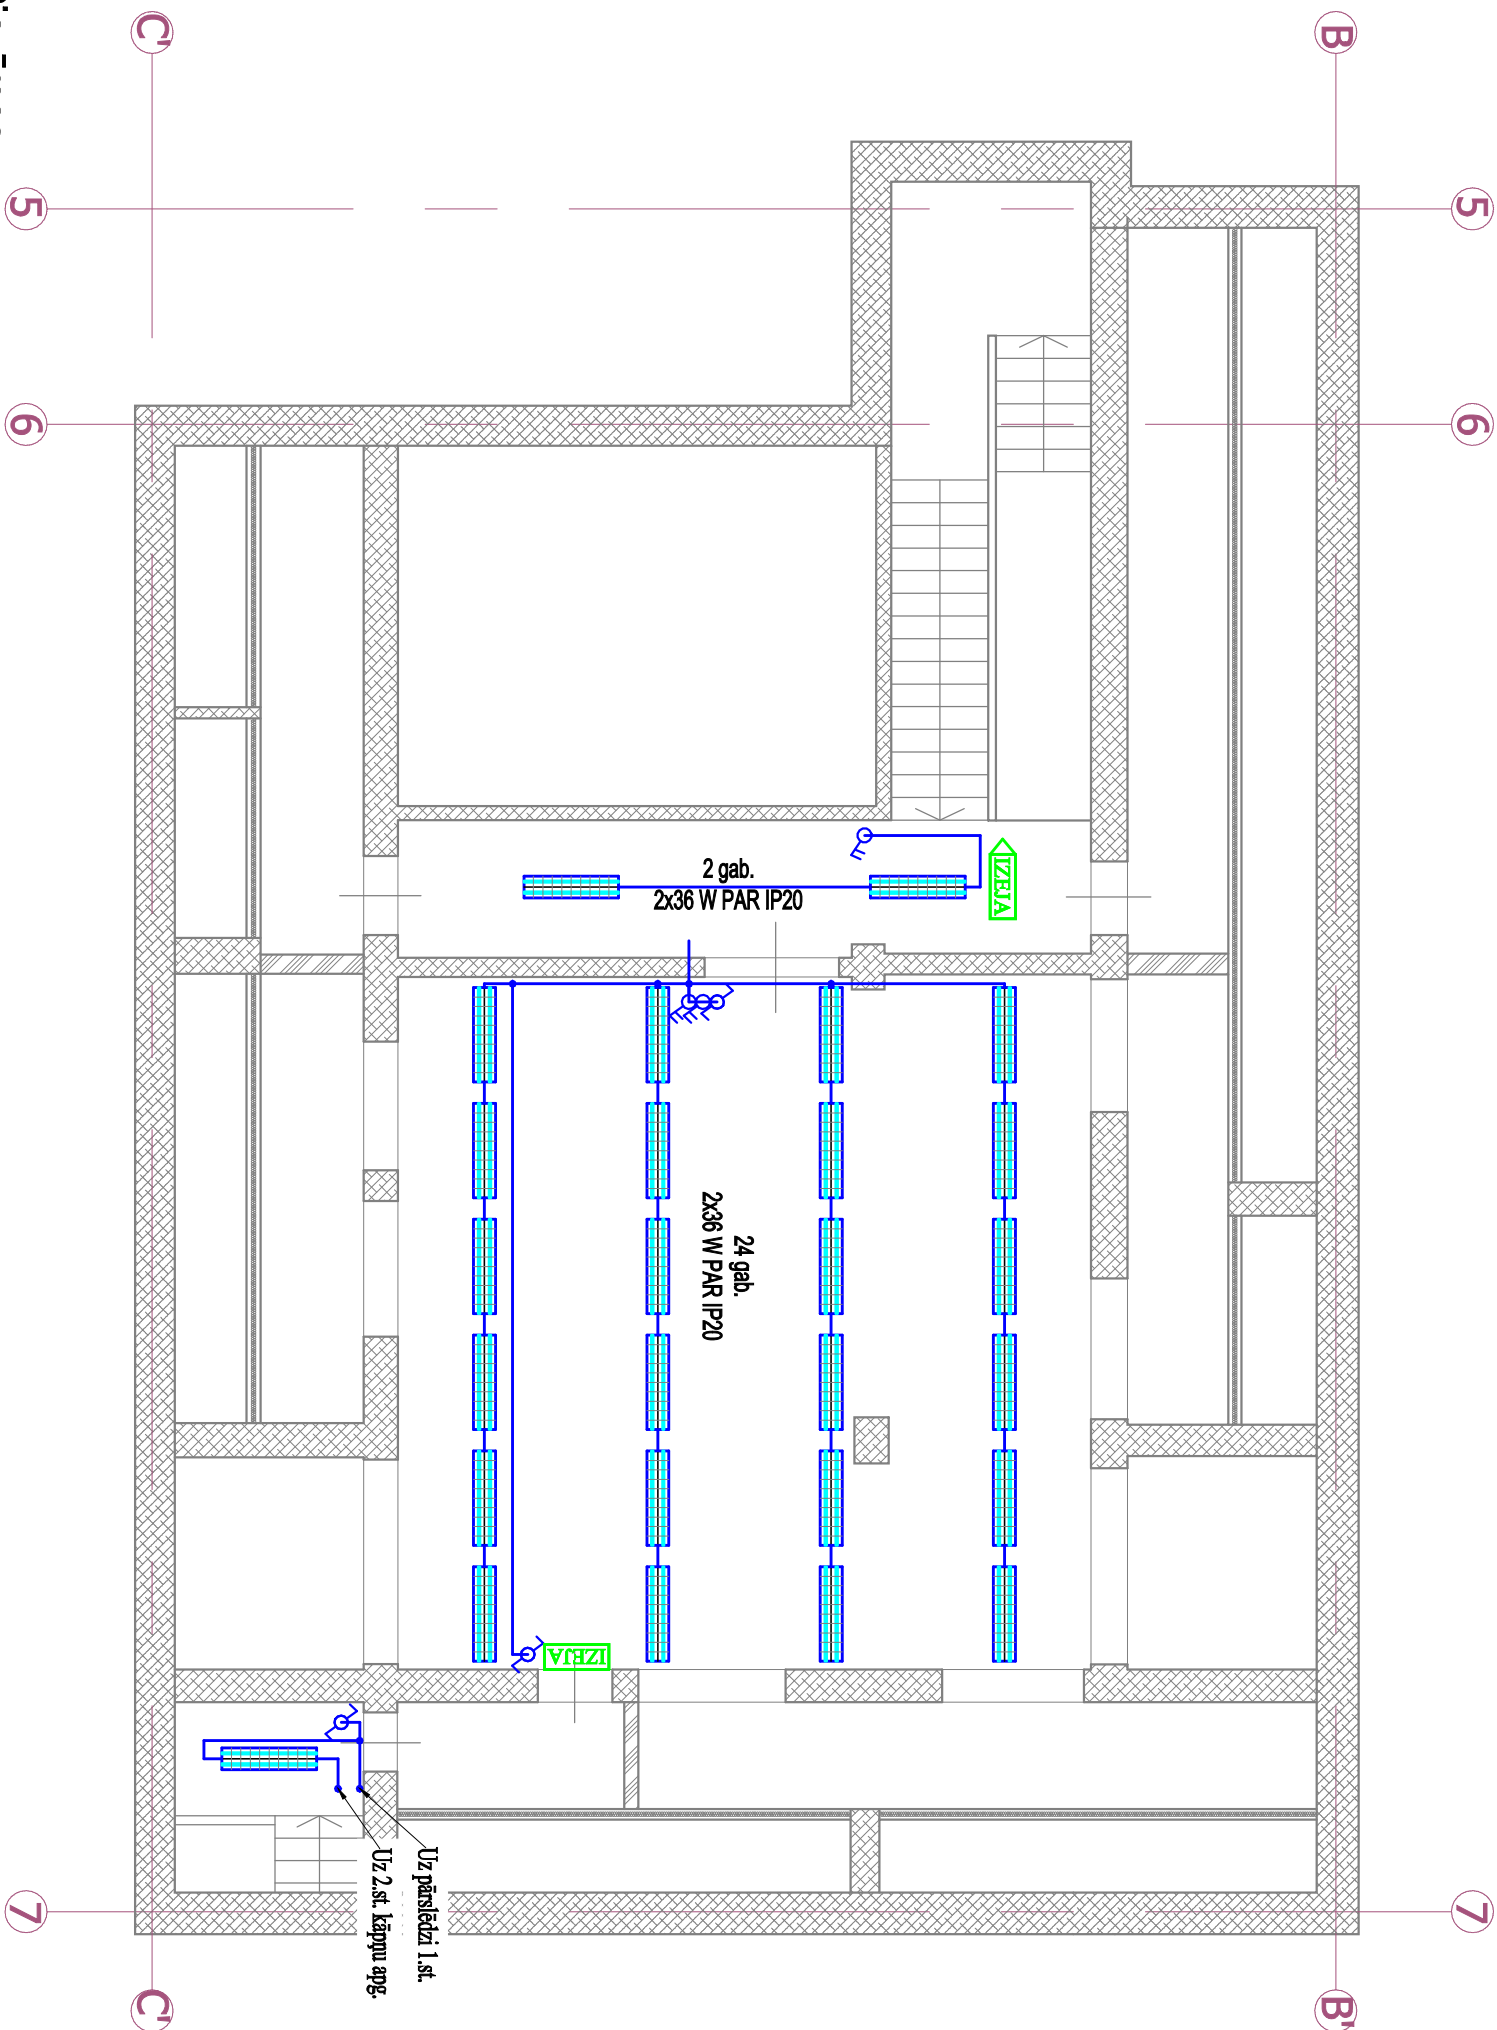 C'
B
5
5
6
6
2 gab.
2x36 W PAR IP20
IZEJA
24 gab.
2x36 W PAR IP20
IZEJA
Uz pārslēdzi 1.st.
Uz 2.st. kāpņu apg.
7
7
C'
B'